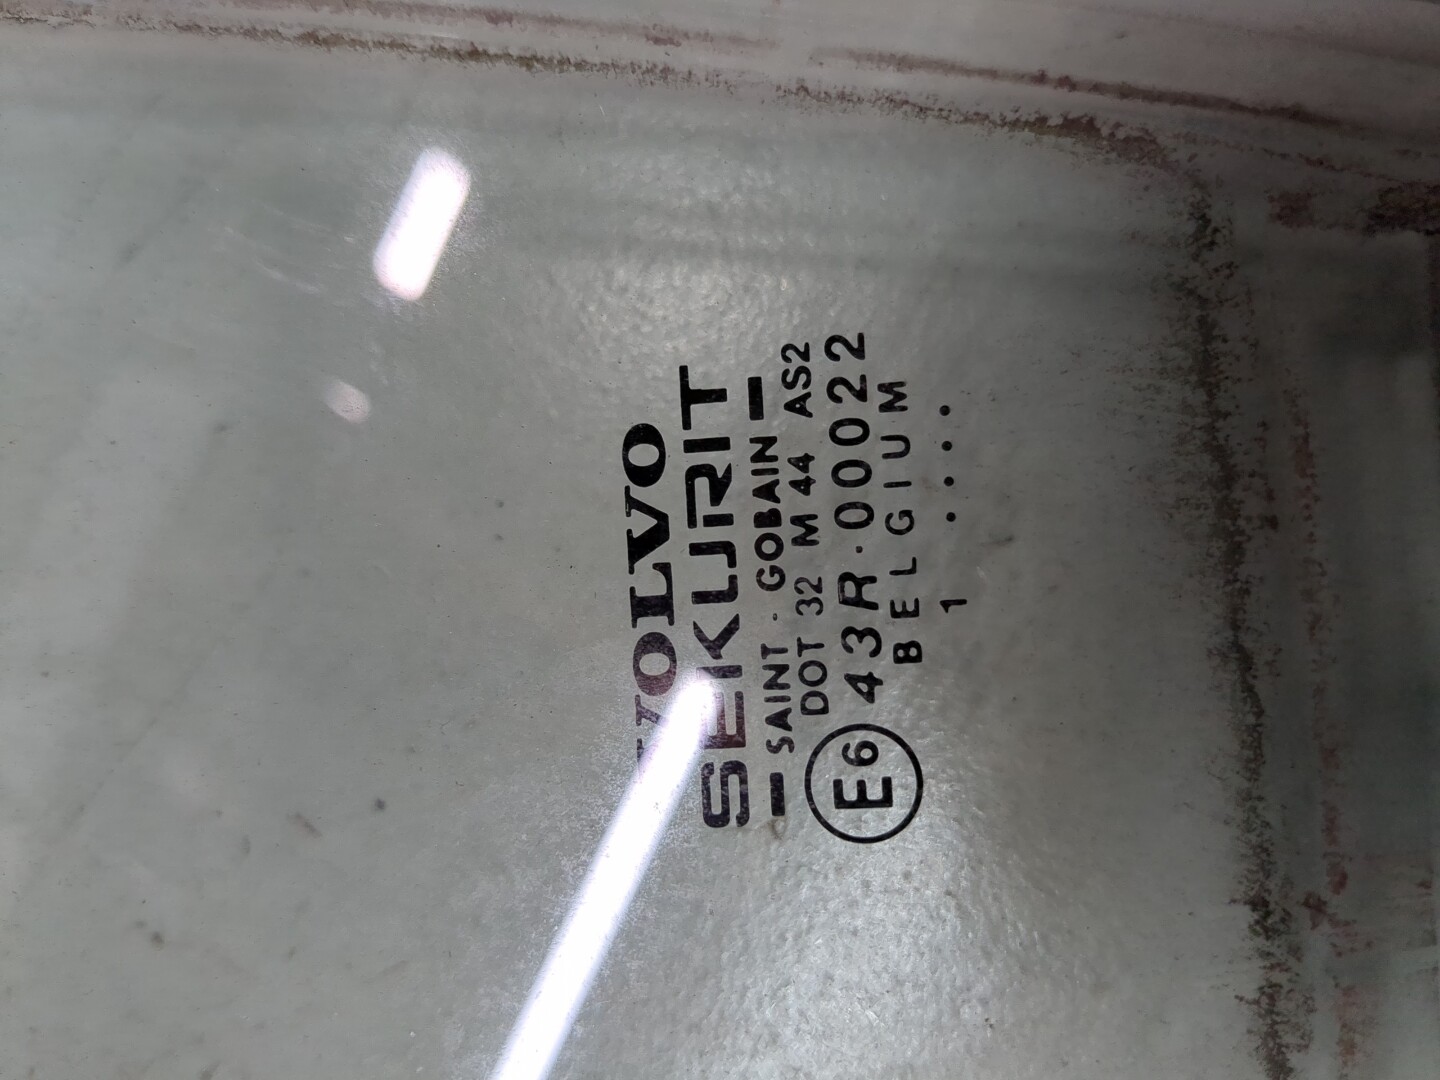 VOLVO
SEKURIT
SAINT · GOBAIN
DOT 32 M 44 AS2
E6 43R·00022
BELGIUM
1 . . . .